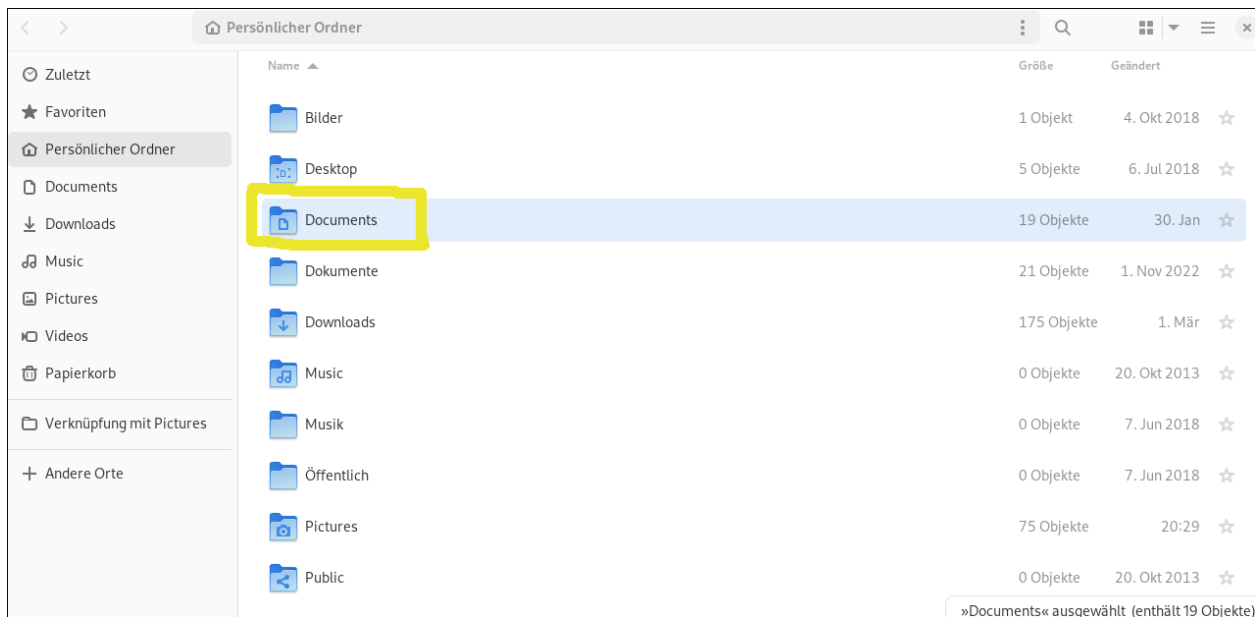 Persönlicher Ordner
Zuletzt
Favoriten
Persönlicher Ordner
Documents
Downloads
Music
Pictures
Videos
Papierkorb
Verknüpfung mit Pictures
Andere Orte
Name Größe Geändert
Bilder 1 Objekt 4. Okt 2018
Desktop 5 Objekte 6. Jul 2018
Documents 19 Objekte 30. Jan
Dokumente 21 Objekte 1. Nov 2022
Downloads 175 Objekte 1. Mär
Music 0 Objekte 20. Okt 2013
Musik 0 Objekte 7. Jun 2018
Öffentlich 0 Objekte 7. Jun 2018
Pictures 75 Objekte 20:29
Public 0 Objekte 20. Okt 2013
»Documents« ausgewählt (enthält 19 Objekte)